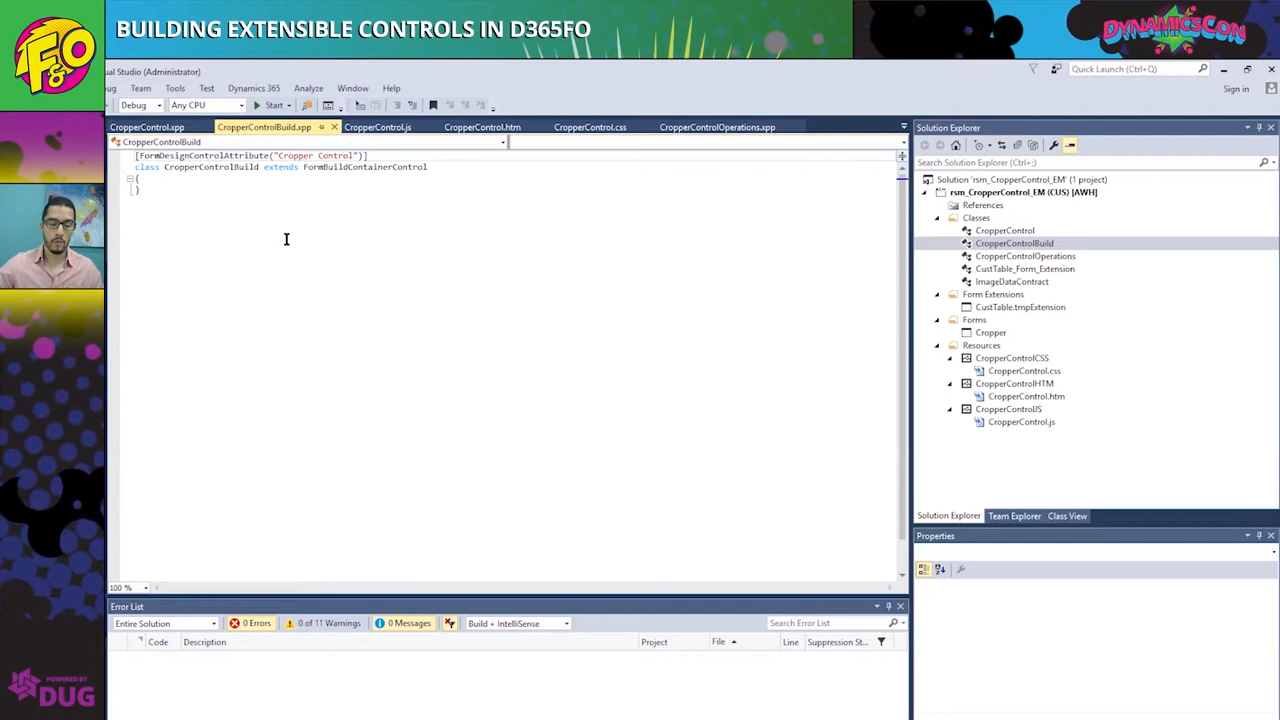 F&O
BUILDING EXTENSIBLE CONTROLS IN D365FO
DYNAMICSCON
ual Studio (Administrator)
Quick Launch (Ctrl+Q)
ug Team Tools Test Dynamics 365 Analyze Window Help
Sign in
Debug Any CPU Start
CropperControl.xpp CropperControlBuild.xpp CropperControl.js CropperControl.htm CropperControl.css CropperControlOperations.xpp
CropperControlBuild
[FormDesignControlAttribute("Cropper Control")]
class CropperControlBuild extends FormBuildContainerControl
{
}
100 %
Solution Explorer
Search Solution Explorer (Ctrl+;)
Solution 'rsm_CropperControl_EM' (1 project)
rsm_CropperControl_EM (CUS) [AWH]
References
Classes
CropperControl
CropperControlBuild
CropperControlOperations
CustTable_Form_Extension
ImageDataContract
Form Extensions
CustTable.tmpExtension
Forms
Cropper
Resources
CropperControlCSS
CropperControl.css
CropperControlHTM
CropperControl.htm
CropperControlJS
CropperControl.js
Solution Explorer Team Explorer Class View
Properties
Error List
Entire Solution 0 Errors 0 of 11 Warnings 0 Messages Build + IntelliSense Search Error List
Code Description Project File Line Suppression St...
POWERED BY
DUG